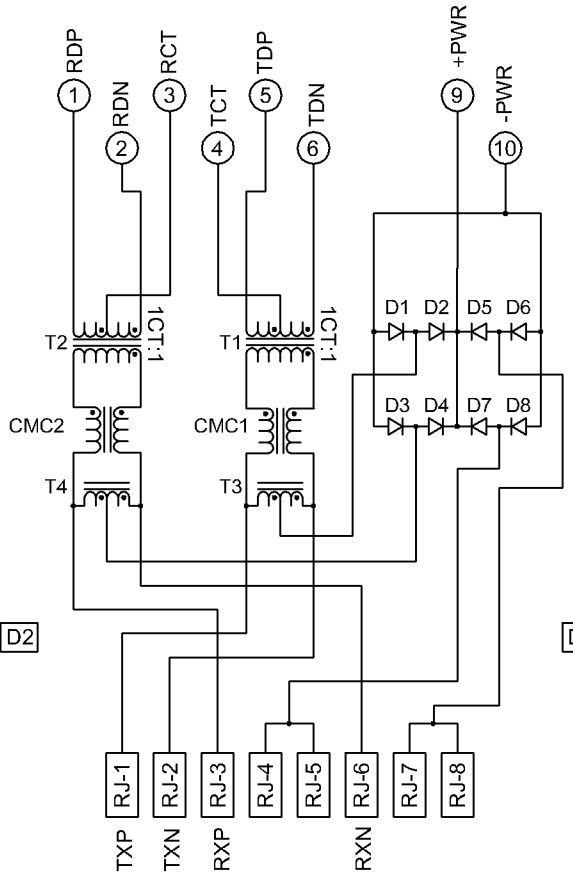 RDP
RDN
RCT
TCT
TDP
TDN
+PWR
-PWR
1
2
3
4
5
6
9
10
1CT:1
1CT:1
T2
T1
D1
D2
D5
D6
CMC2
CMC1
D3
D4
D7
D8
T4
T3
D2
RJ-1
RJ-2
RJ-3
RJ-4
RJ-5
RJ-6
RJ-7
RJ-8
TXP
TXN
RXP
RXN